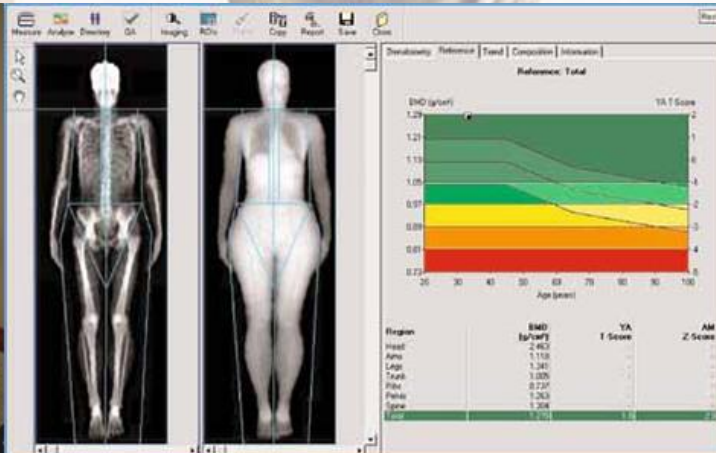 Measure Analyze Directory QA Imaging ROIs Copy Report Save Close
Densitometry Reference Trend Composition Information
Reference: Total
BMD (g/cm²) YA T-Score
1.29 2
1.21 1
1.13 0
1.05 -1
0.97 -2
0.89 -3
0.81 -4
0.73 -5
20 30 40 50 60 70 80 90 100
Age (years)
Region BMD (g/cm²) YA T-Score AM Z-Score
Head 2.463 - -
Arms 1.118 - -
Legs 1.341 - -
Trunk 1.005 - -
Ribs 0.737 - -
Pelvis 1.263 - -
Spine 1.304 - -
Total